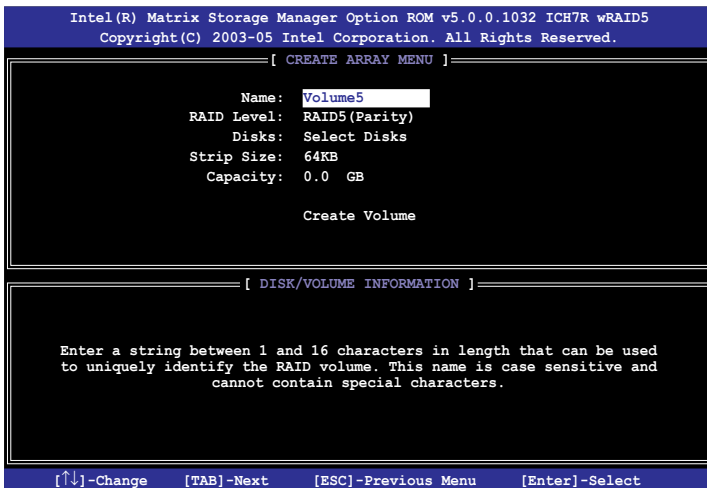 Intel(R) Matrix Storage Manager Option ROM v5.0.0.1032 ICH7R wRAID5
Copyright(C) 2003-05 Intel Corporation. All Rights Reserved.
[ CREATE ARRAY MENU ]
Name: Volume5
RAID Level: RAID5(Parity)
Disks: Select Disks
Strip Size: 64KB
Capacity: 0.0 GB
Create Volume
[ DISK/VOLUME INFORMATION ]
Enter a string between 1 and 16 characters in length that can be used
to uniquely identify the RAID volume. This name is case sensitive and
cannot contain special characters.
[↑↓]-Change [TAB]-Next [ESC]-Previous Menu [Enter]-Select